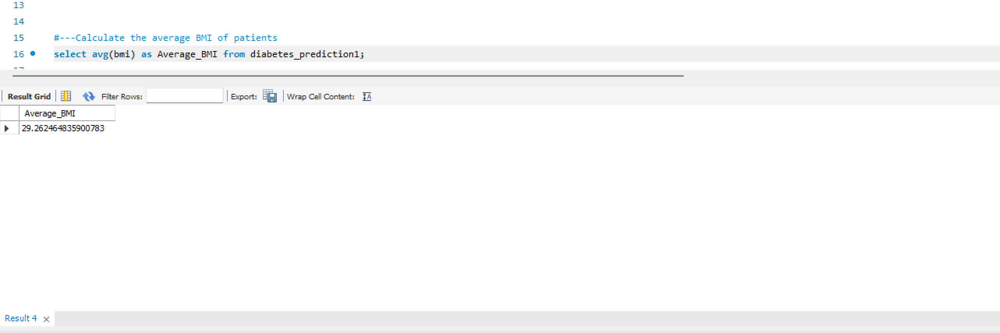 13
14
15 #---Calculate the average BMI of patients
16 select avg(bmi) as Average_BMI from diabetes_prediction1;
Result Grid Filter Rows: Export: Wrap Cell Content:
Average_BMI
29.262464835900783
Result 4